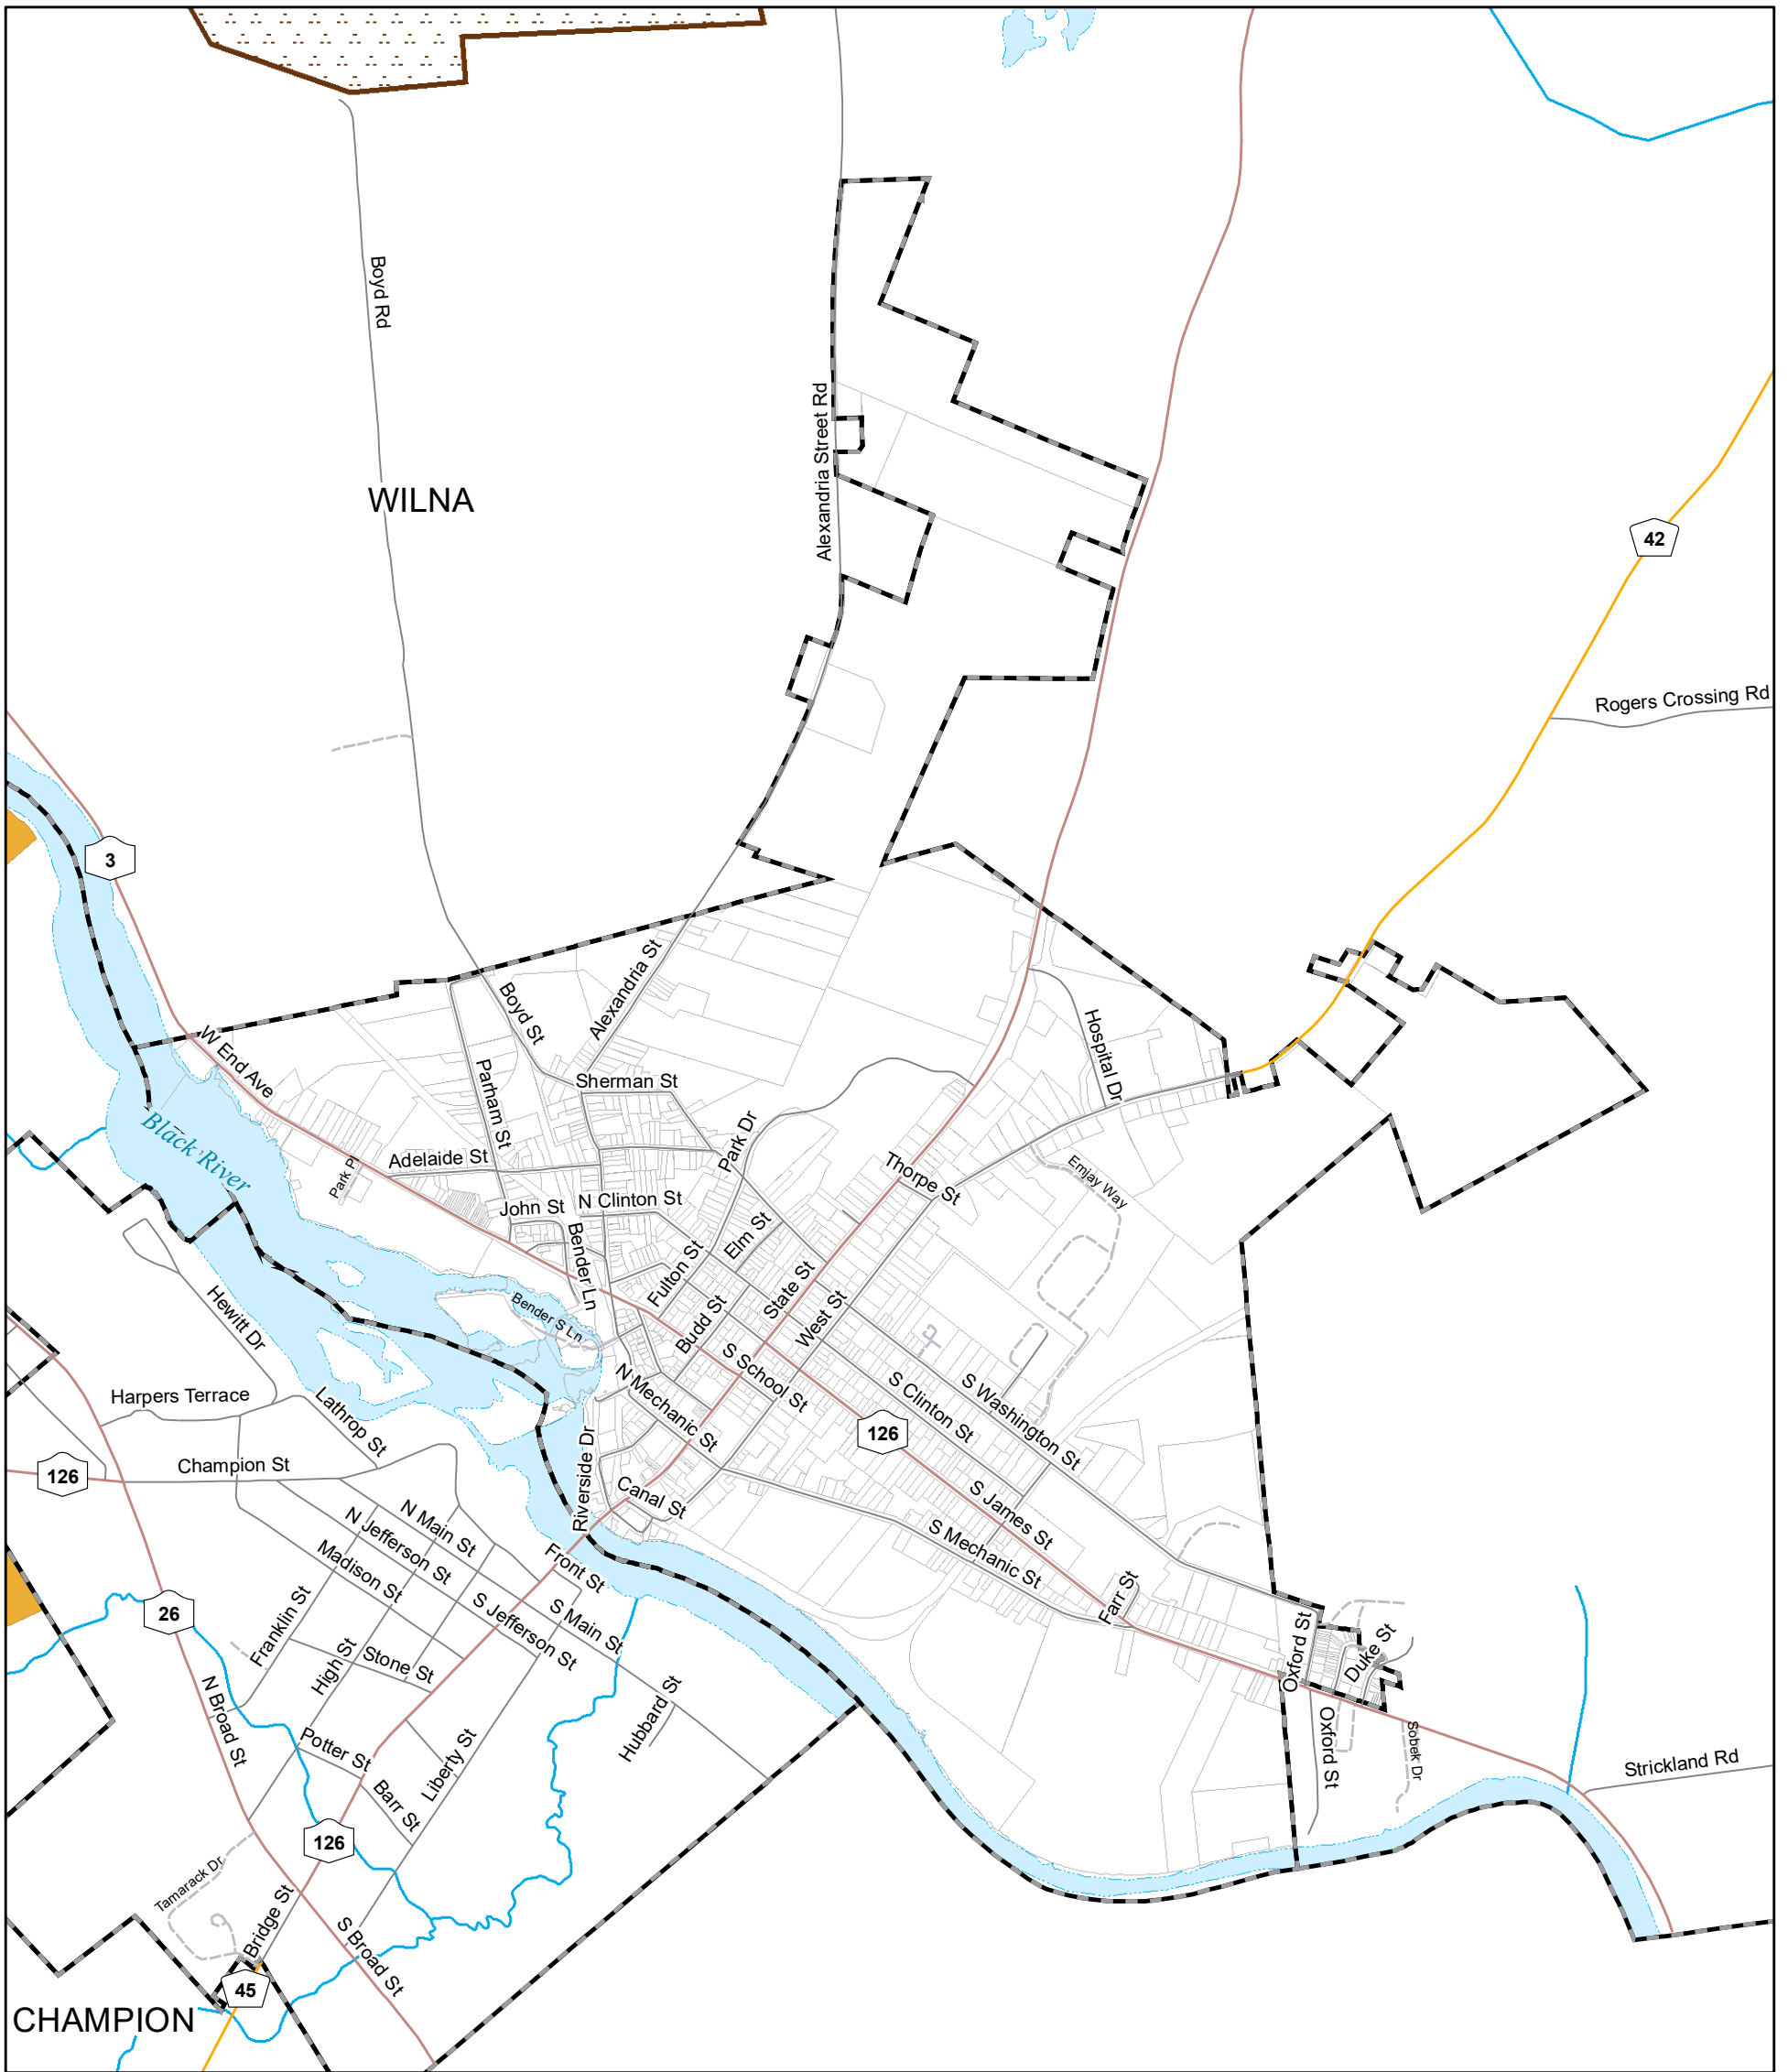 Boyd Rd
Alexandria Street Rd
WILNA
42
Rogers Crossing Rd
3
Alexandria St
Boyd St
W End Ave
Hospital Dr
Sherman St
Parham St
Black River
Park Dr
Adelaide St
Park Pl
Thorpe St
Emjay Way
John St
N Clinton St
Elm St
Bender Ln
Fulton St
State St
Hewitt Dr
Bender S Ln
Budd St
West St
S School St
Harpers Terrace
Lathrop St
N Mechanic St
S Clinton St
S Washington St
126
126
Champion St
Riverside Dr
Canal St
S James St
N Main St
N Jefferson St
Madison St
Front St
S Mechanic St
Farr St
26
Franklin St
S Main St
S Jefferson St
High St
Stone St
Oxford St
Duke St
N Broad St
Hubbard St
Potter St
Liberty St
Barr St
Oxford St
Sobek Dr
Strickland Rd
126
Tamarack Dr
Bridge St
S Broad St
45
CHAMPION